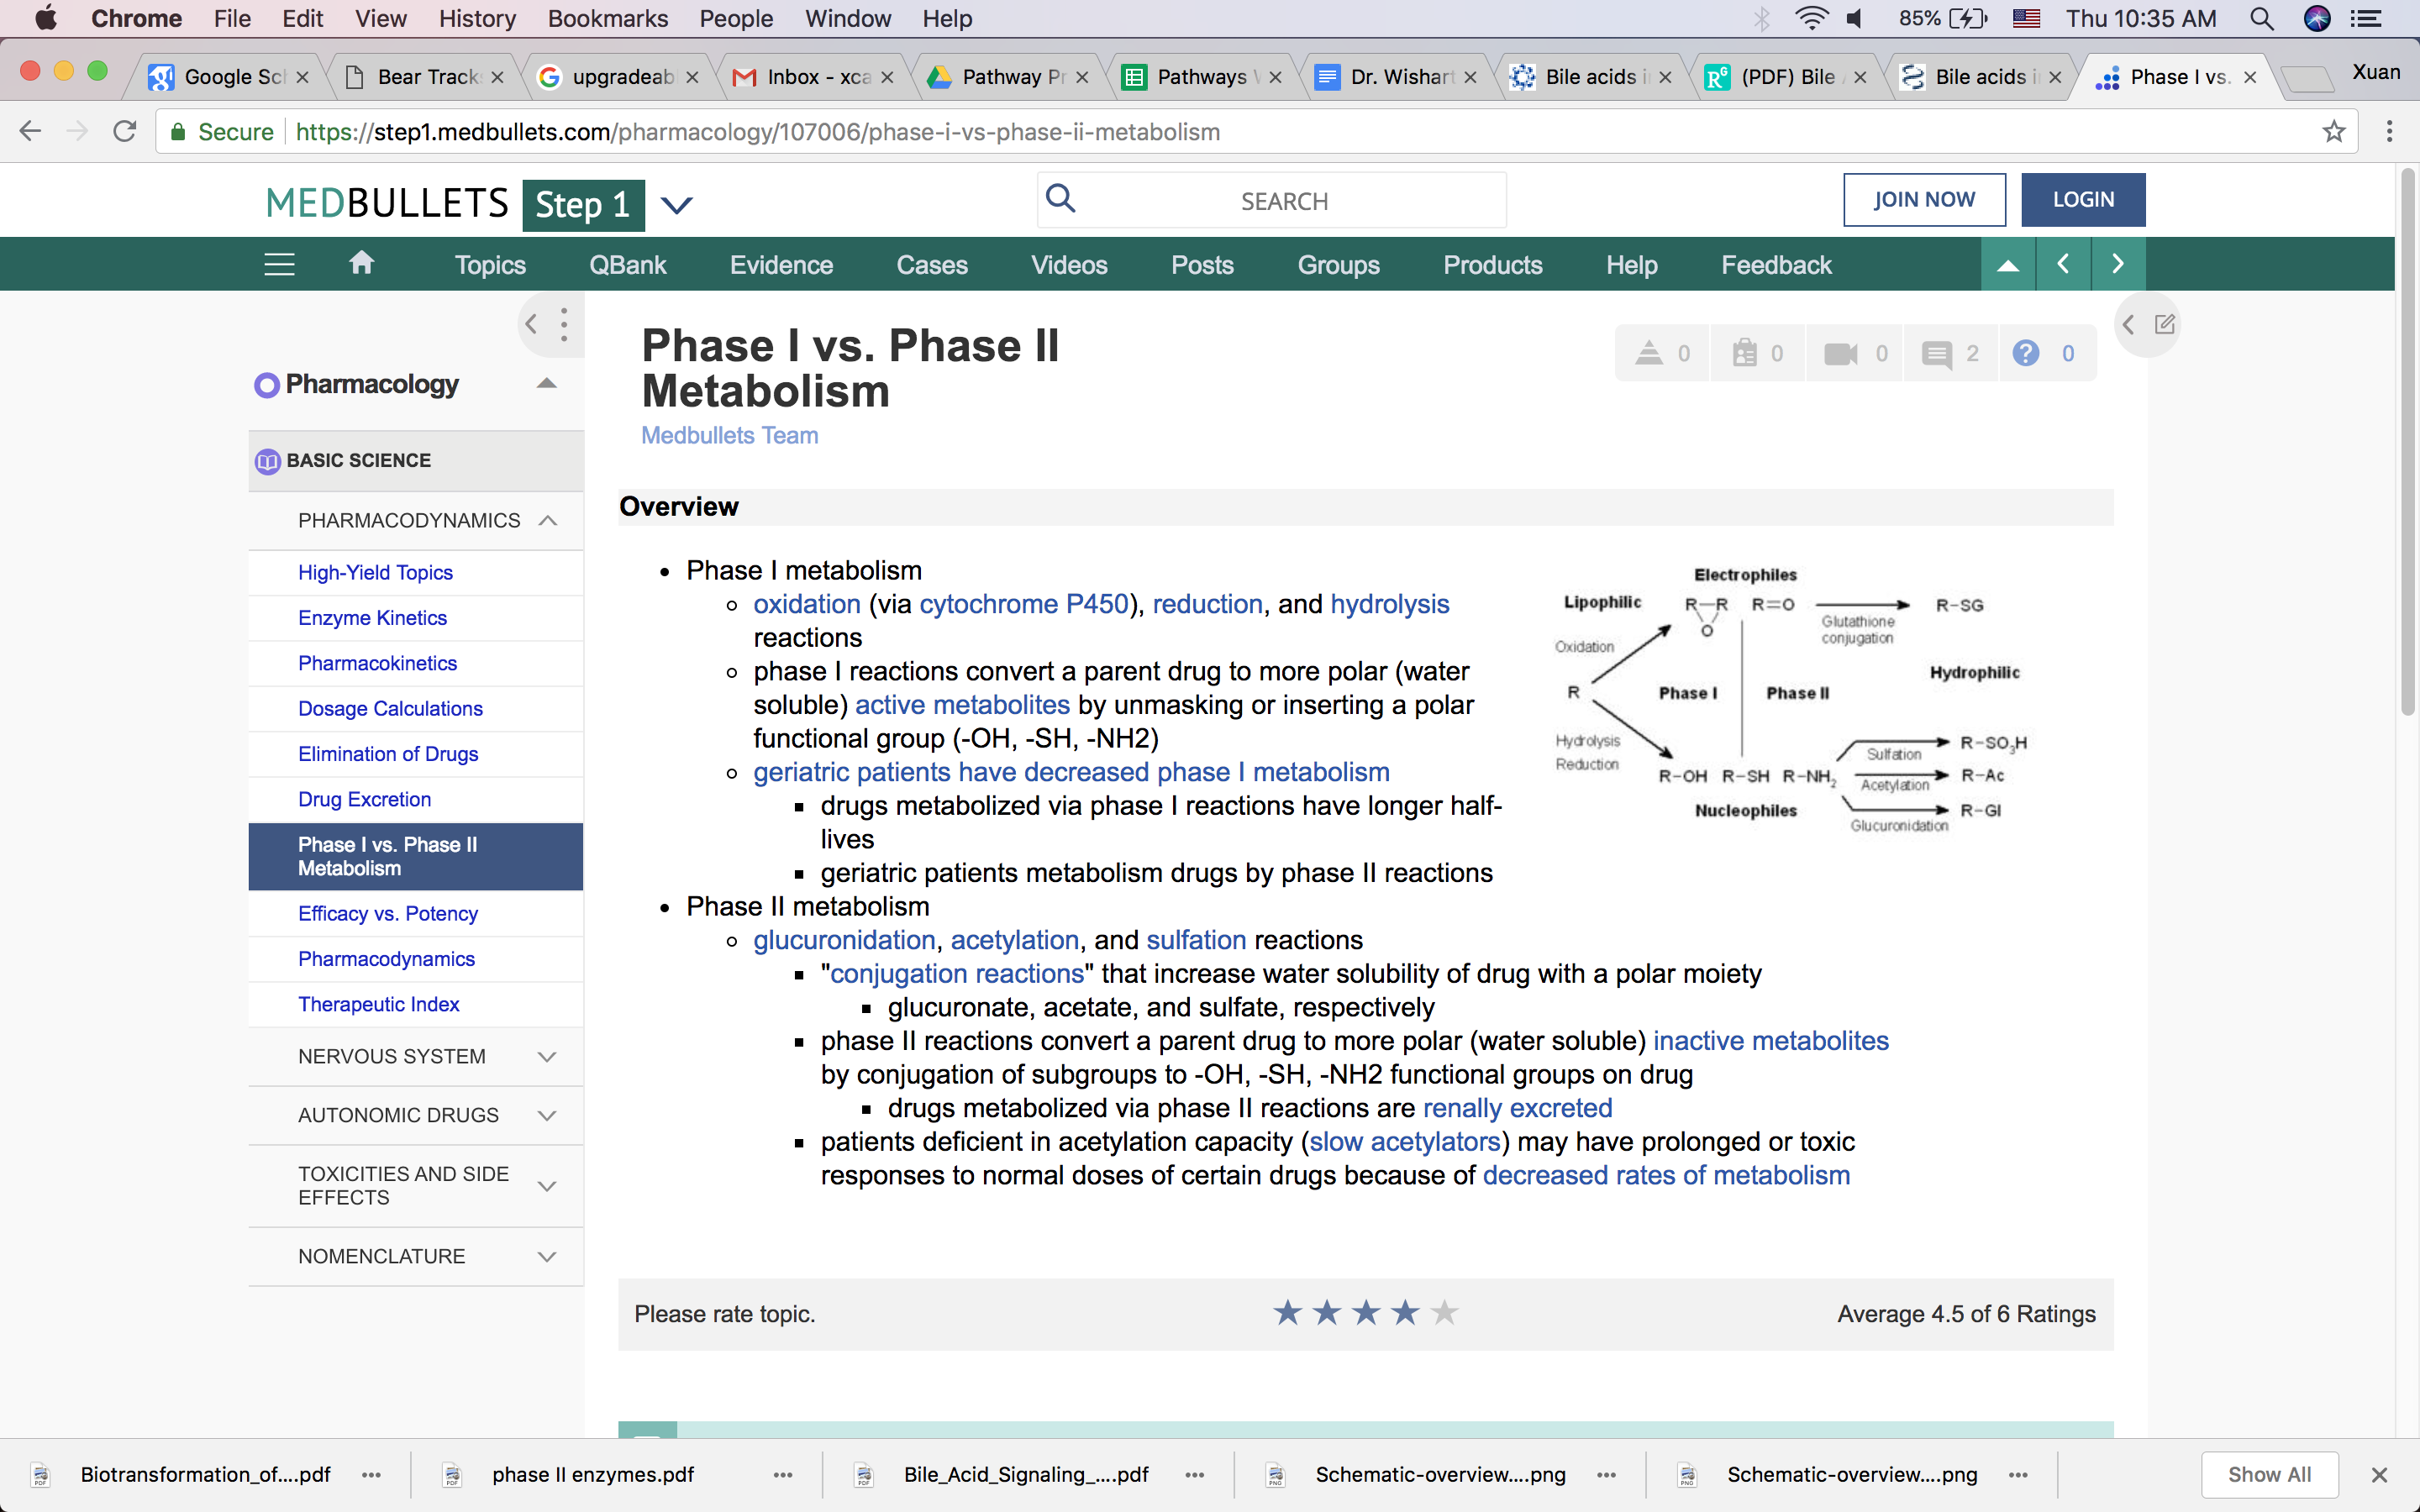 Chrome File Edit View History Bookmarks People Window Help 85% Thu 10:35 AM
Google Sch Bear Track upgradeab Inbox - xca Pathway Pr Pathways Dr. Wishart Bile acids i (PDF) Bile Bile acids i Phase I vs. Xuan
Secure https://step1.medbullets.com/pharmacology/107006/phase-i-vs-phase-ii-metabolism
MEDBULLETS Step 1 SEARCH JOIN NOW LOGIN
Topics QBank Evidence Cases Videos Posts Groups Products Help Feedback
Pharmacology
BASIC SCIENCE
PHARMACODYNAMICS
High-Yield Topics
Enzyme Kinetics
Pharmacokinetics
Dosage Calculations
Elimination of Drugs
Drug Excretion
Phase I vs. Phase II
Metabolism
Efficacy vs. Potency
Pharmacodynamics
Therapeutic Index
NERVOUS SYSTEM
AUTONOMIC DRUGS
TOXICITIES AND SIDE
EFFECTS
NOMENCLATURE
Phase I vs. Phase II
Metabolism
Medbullets Team
0 0 0 2 ? 0
Overview
• Phase I metabolism
oxidation (via cytochrome P450), reduction, and hydrolysis
reactions
phase I reactions convert a parent drug to more polar (water
soluble) active metabolites by unmasking or inserting a polar
functional group (-OH, -SH, -NH2)
geriatric patients have decreased phase I metabolism
drugs metabolized via phase I reactions have longer half-
lives
geriatric patients metabolism drugs by phase II reactions
• Phase II metabolism
glucuronidation, acetylation, and sulfation reactions
"conjugation reactions" that increase water solubility of drug with a polar moiety
glucuronate, acetate, and sulfate, respectively
phase II reactions convert a parent drug to more polar (water soluble) inactive metabolites
by conjugation of subgroups to -OH, -SH, -NH2 functional groups on drug
drugs metabolized via phase II reactions are renally excreted
patients deficient in acetylation capacity (slow acetylators) may have prolonged or toxic
responses to normal doses of certain drugs because of decreased rates of metabolism
Electrophiles
Lipophilic R-R R=O R-SG
O
Glutathione
conjugation
Oxidation
Hydrophilic
R Phase I Phase II
Hydrolysis
Reduction
Sulfation R-SO3H
R-OH R-SH R-NH2 Acetylation R-Ac
Nucleophiles Glucuronidation R-Gl
Please rate topic. Average 4.5 of 6 Ratings
Biotransformation_of....pdf phase II enzymes.pdf Bile_Acid_Signaling_....pdf Schematic-overview....png Schematic-overview....png Show All